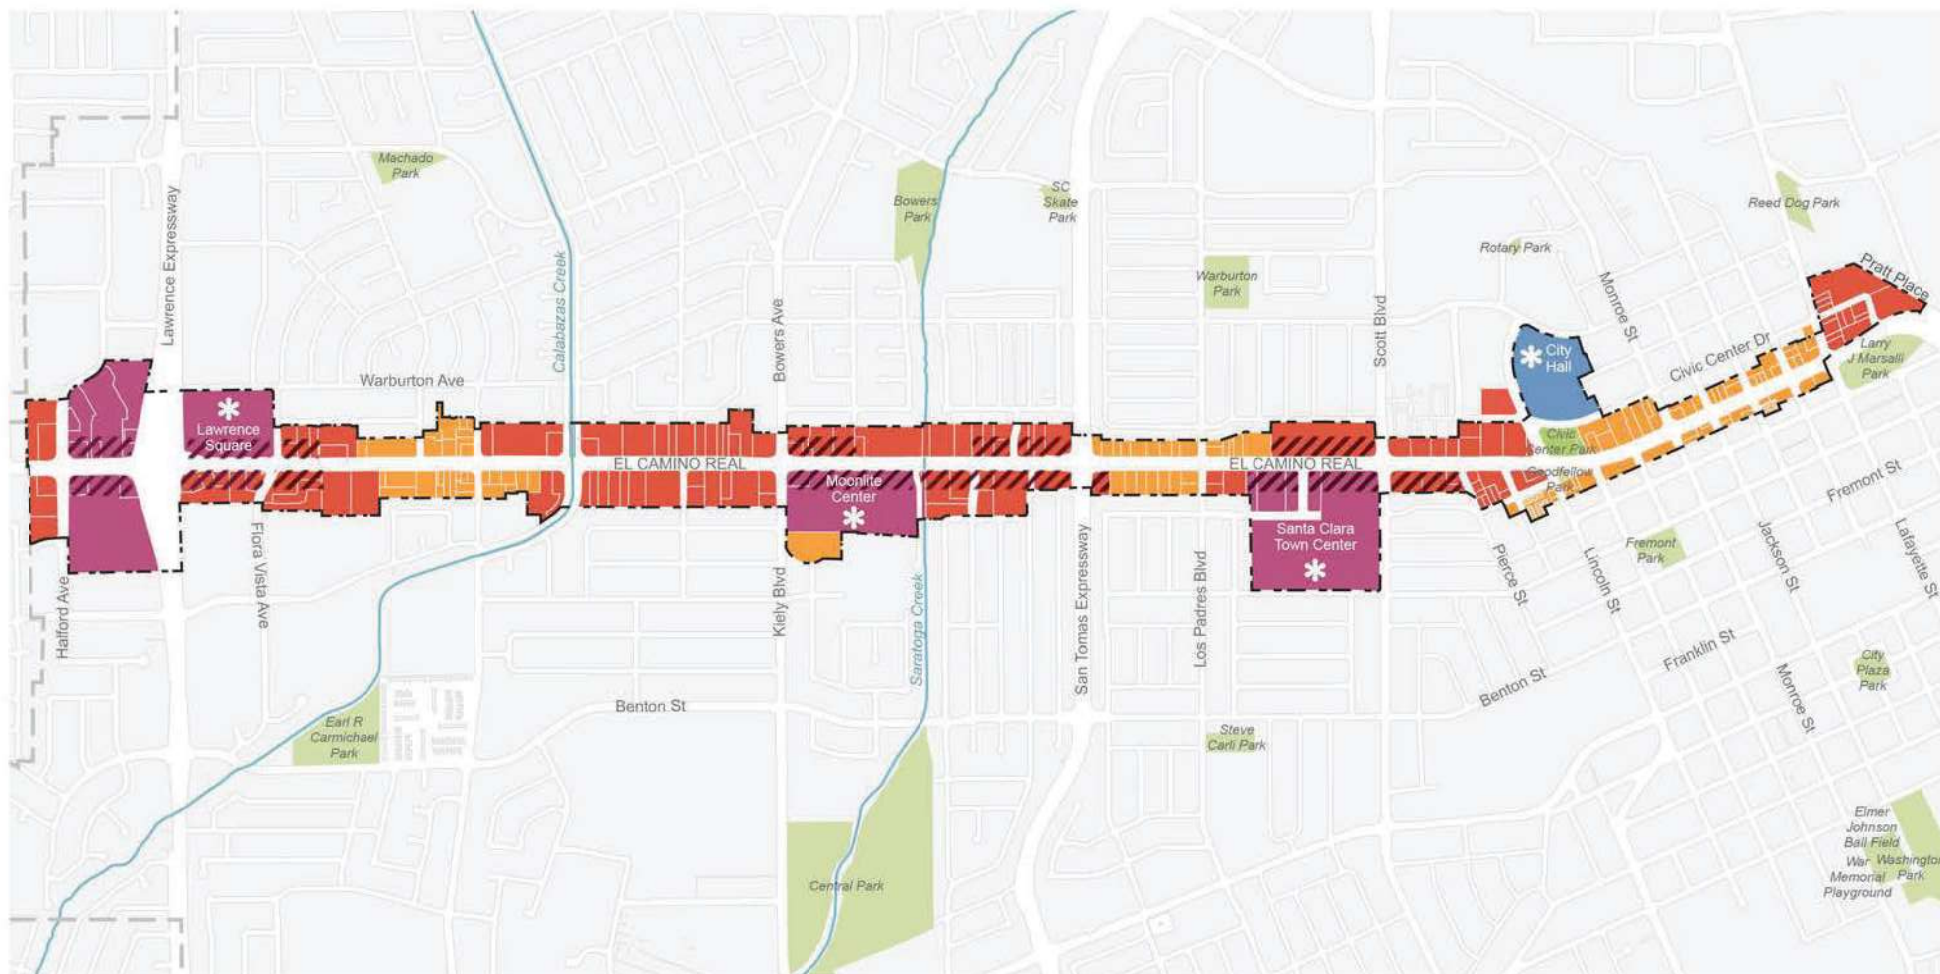 Machado
Park
Bowers
Park
SC
Skate
Park
Reed Dog Park
Lawrence Expressway
Calabazas Creek
Bowers Ave
Warburton
Park
Rotary Park
Monroe St
Pratt Place
Scott Blvd
City
Hall
Civic Center Dr
Larry
J Marsalli
Park
Warburton Ave
Lawrence
Square
EL CAMINO REAL
Moonlite
Center
EL CAMINO REAL
Civic
Center Park
Goodfellow
Park
Fremont St
Halford Ave
Flora Vista Ave
Kiely Blvd
Saratoga Creek
San Tomas Expressway
Los Padres Blvd
Santa Clara
Town Center
Pierce St
Lincoln St
Fremont
Park
Jackson St
Lafayette St
Benton St
Franklin St
Monroe St
City
Plaza
Park
Earl R
Carmichael
Park
Benton St
Steve
Carli Park
Central Park
Elmer
Johnson
Ball Field
War
Memorial
Playground
Washington
Park